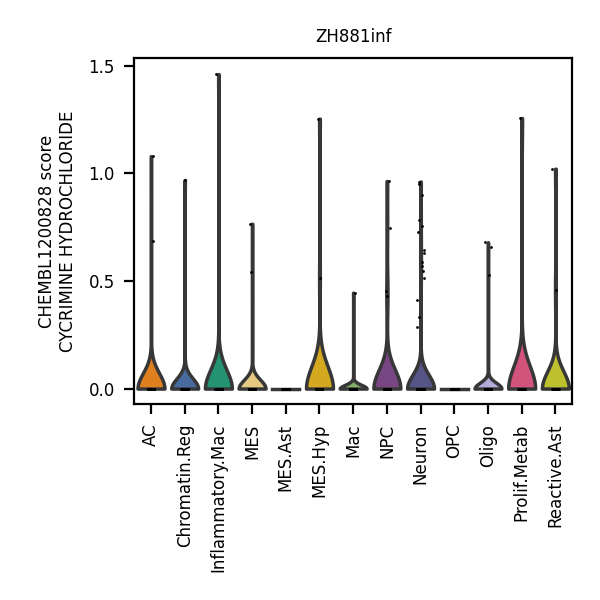 ZH881inf
CHEMBL1200828 score
CYCRIMINE HYDROCHLORIDE
1.5
1.0
0.5
0.0
AC
Chromatin.Reg
Inflammatory.Mac
MES
MES.Ast
MES.Hyp
Mac
NPC
Neuron
OPC
Oligo
Prolif.Metab
Reactive.Ast